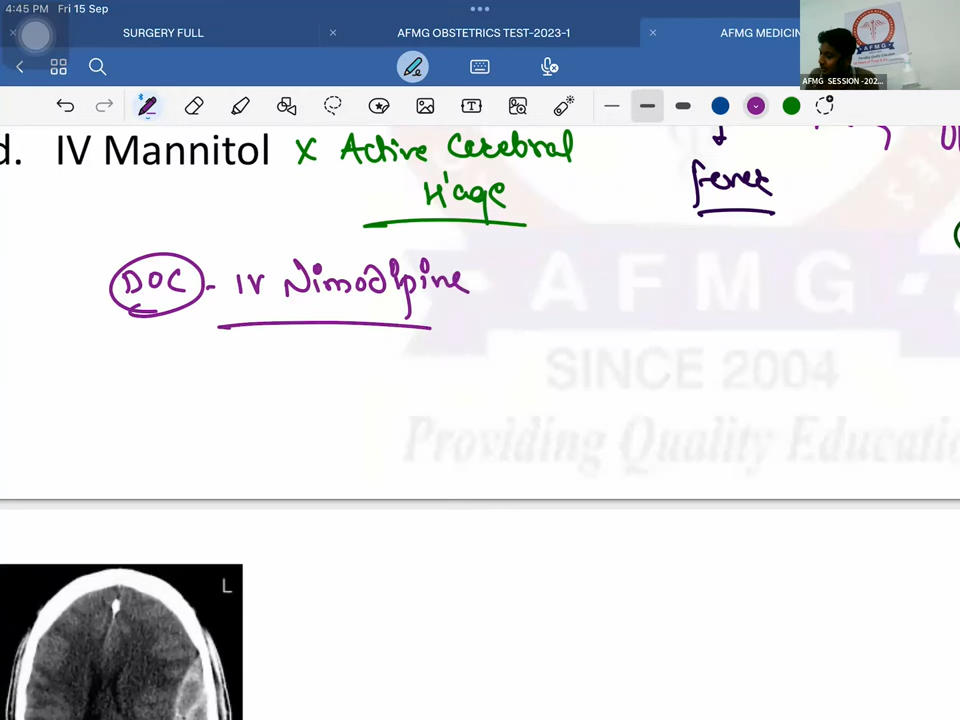 4:45 PM Fri 15 Sep
SURGERY FULL
AFMG OBSTETRICS TEST-2023-1
AFMG MEDICIN
AFMG
AFMG SESSION -202...
d. IV Mannitol X Active Cerebral
H'age
DOC - IV Nimodipine
AFMG
SINCE 2004
Providing Quality Educatio
L